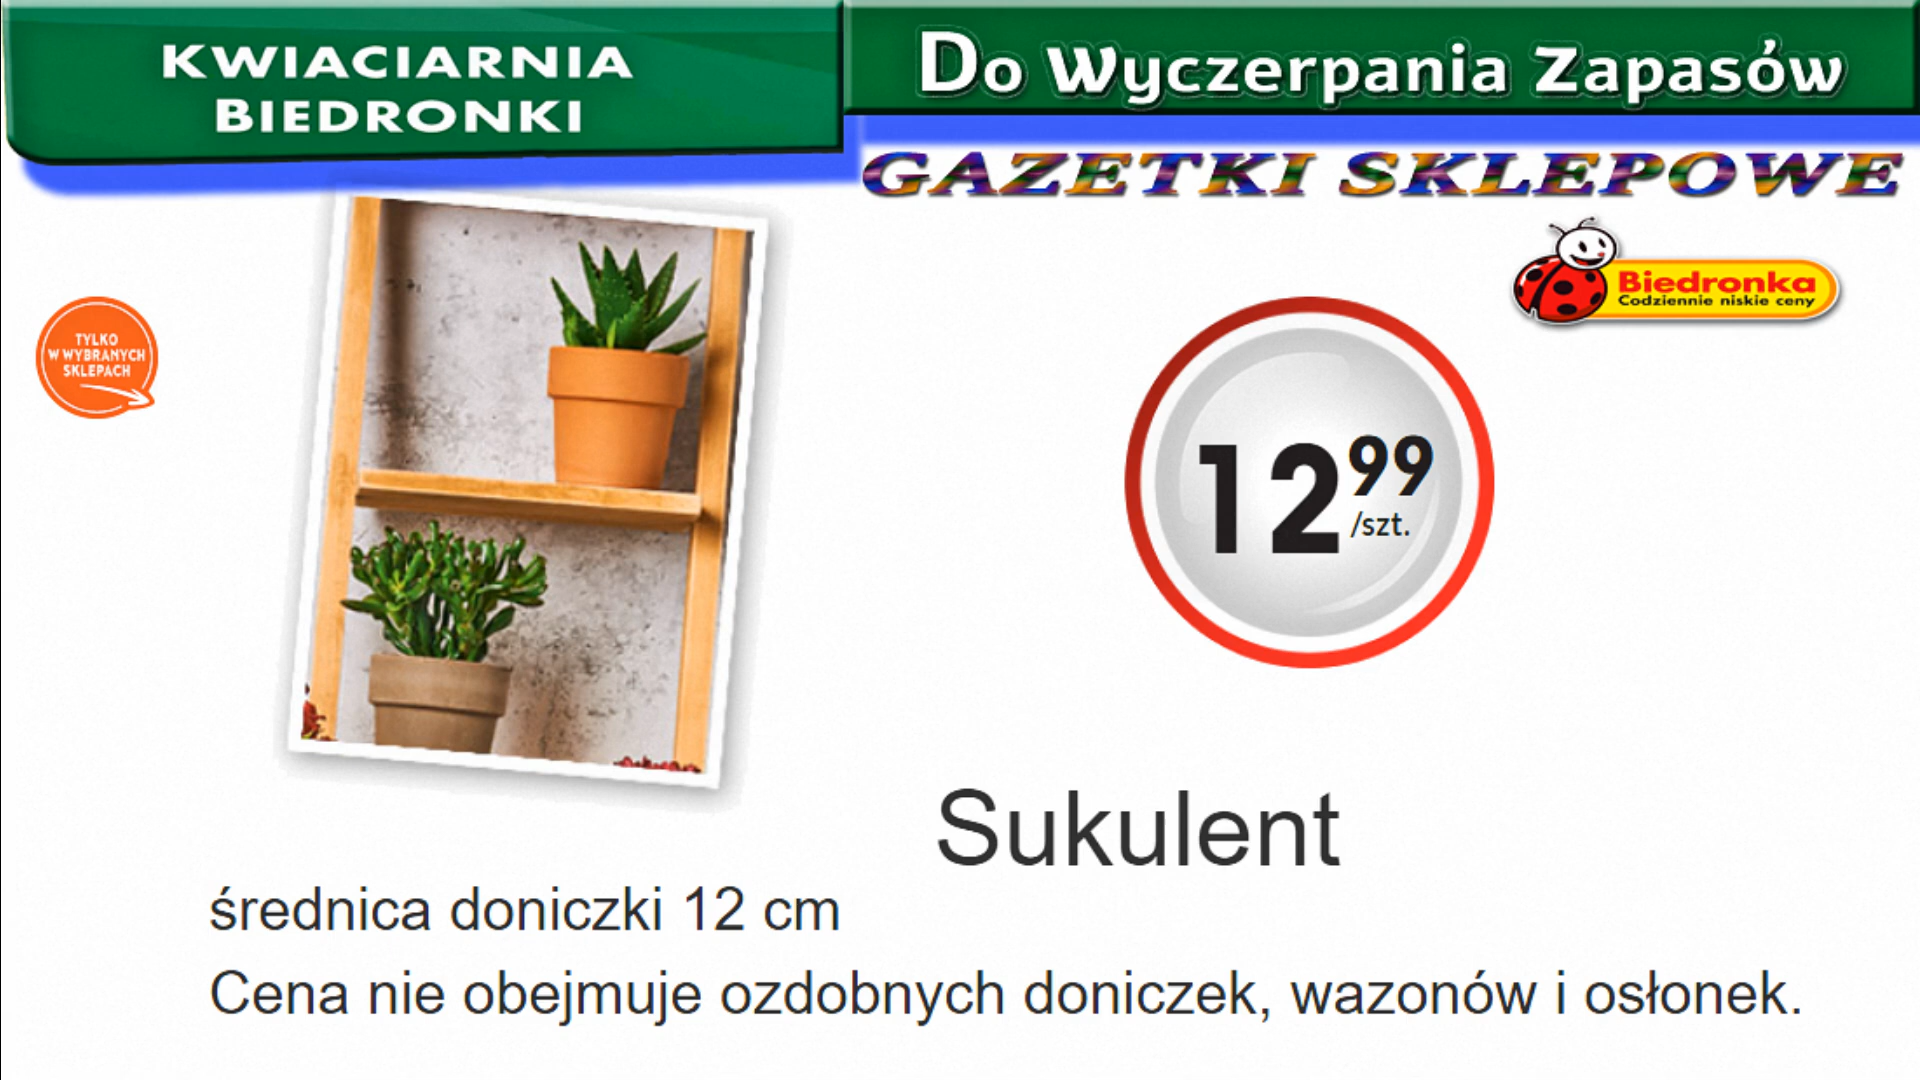 KWIACIARNIA
BIEDRONKI
Do Wyczerpania Zapasów
GAZETKI SKLEPOWE
Biedronka
Codziennie niskie ceny
TYLKO
W WYBRANYCH
SKLEPACH
12 99
/szt.
Sukulent
średnica doniczki 12 cm
Cena nie obejmuje ozdobnych doniczek, wazonów i osłonek.